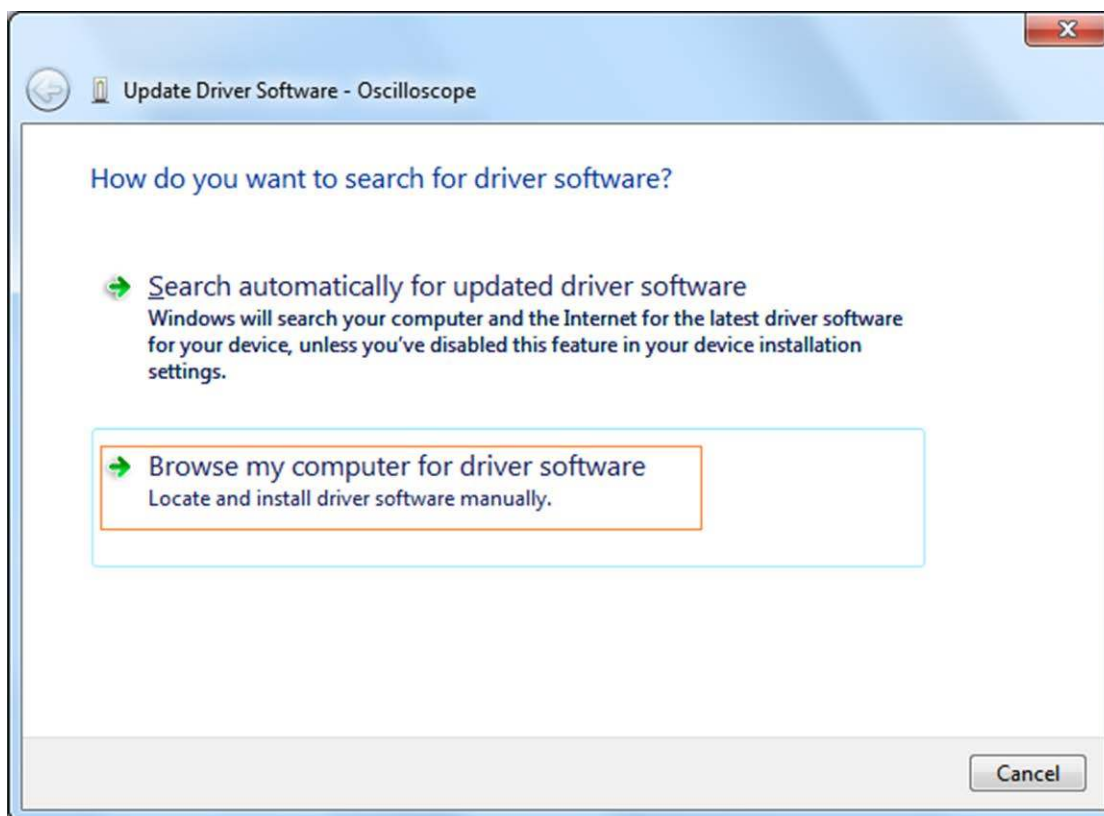 Update Driver Software - Oscilloscope
How do you want to search for driver software?
Search automatically for updated driver software
Windows will search your computer and the Internet for the latest driver software
for your device, unless you've disabled this feature in your device installation
settings.
Browse my computer for driver software
Locate and install driver software manually.
Cancel